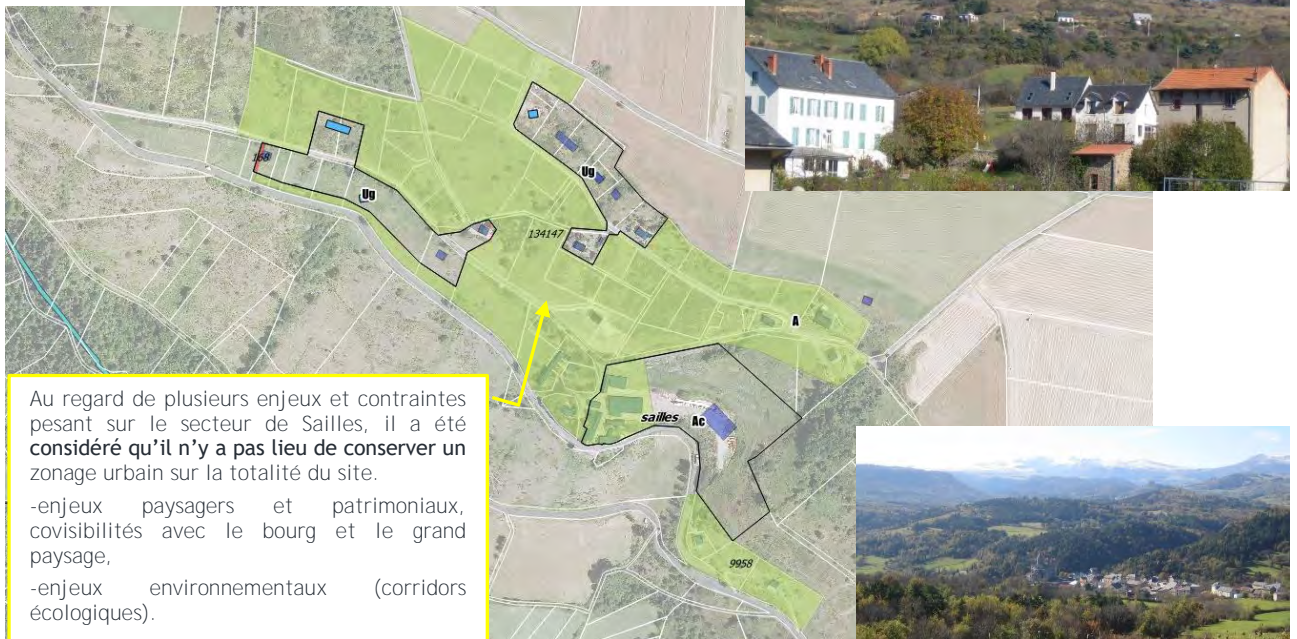 168
Ug
Ug
134147
A
sailles
Ac
9958
Au regard de plusieurs enjeux et contraintes
pesant sur le secteur de Sailles, il a été
considéré qu’il n’y a pas lieu de conserver un
zonage urbain sur la totalité du site.
-enjeux paysagers et patrimoniaux,
covisibilités avec le bourg et le grand
paysage,
-enjeux environnementaux (corridors
écologiques).